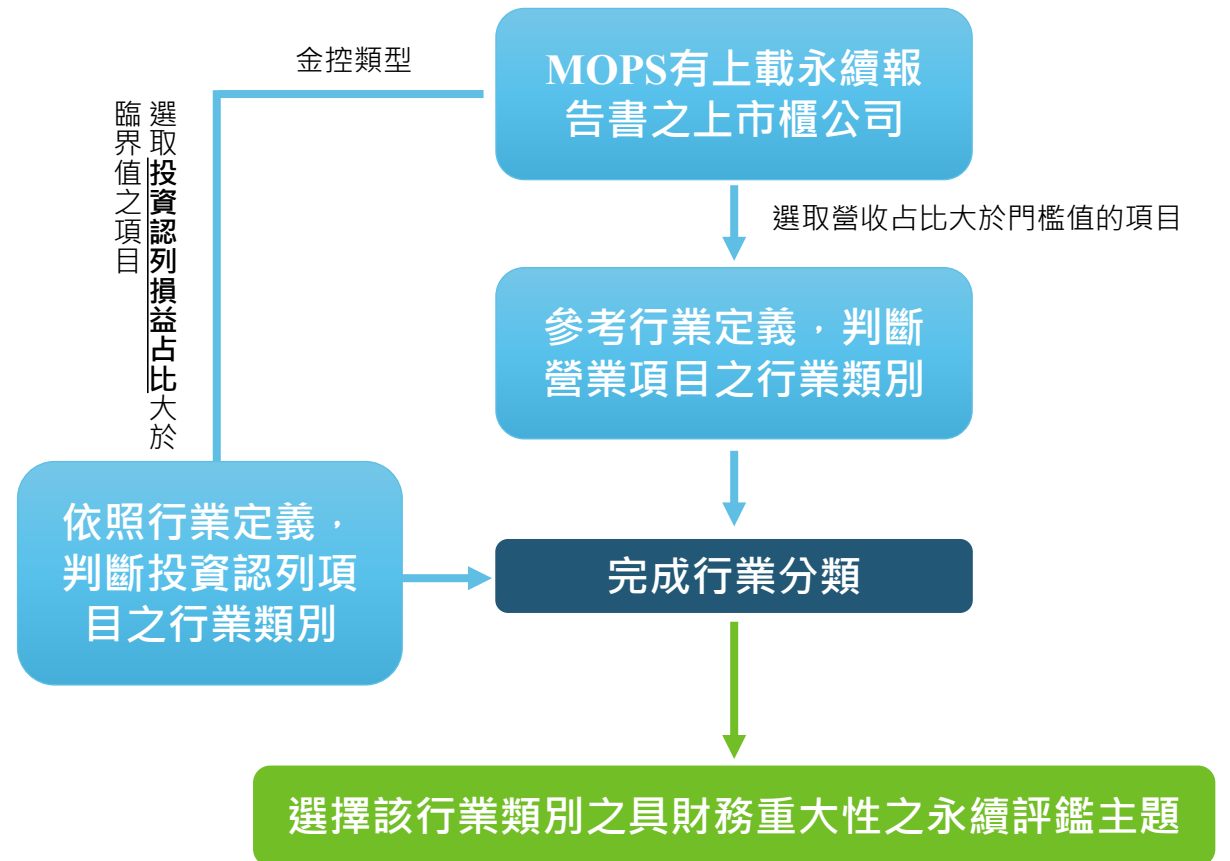 金控類型
MOPS有上載永續報
告書之上市櫃公司
選取投資認列損益占比大於
臨界值之項目
選取營收占比大於門檻值的項目
參考行業定義，判斷
營業項目之行業類別
依照行業定義，
判斷投資認列項
目之行業類別
完成行業分類
選擇該行業類別之具財務重大性之永續評鑑主題